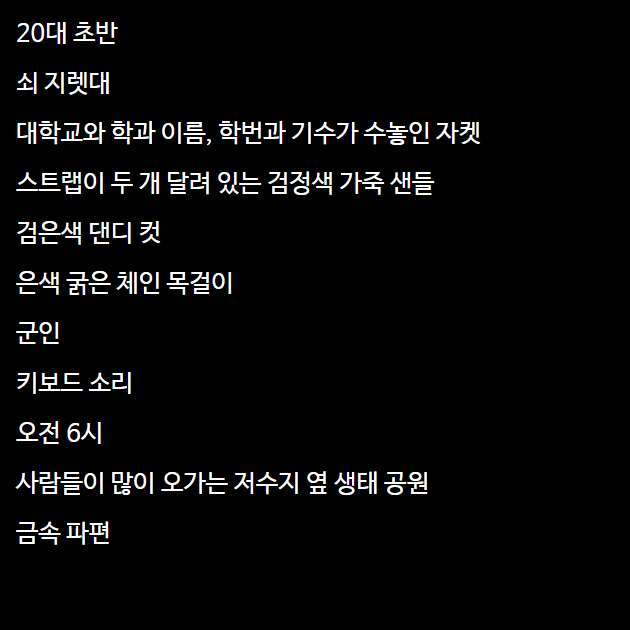 20대 초반
쇠 지렛대
대학교와 학과 이름, 학번과 기수가 수놓인 자켓
스트랩이 두 개 달려 있는 검정색 가죽 샌들
검은색 댄디 컷
은색 굵은 체인 목걸이
군인
키보드 소리
오전 6시
사람들이 많이 오가는 저수지 옆 생태 공원
금속 파편